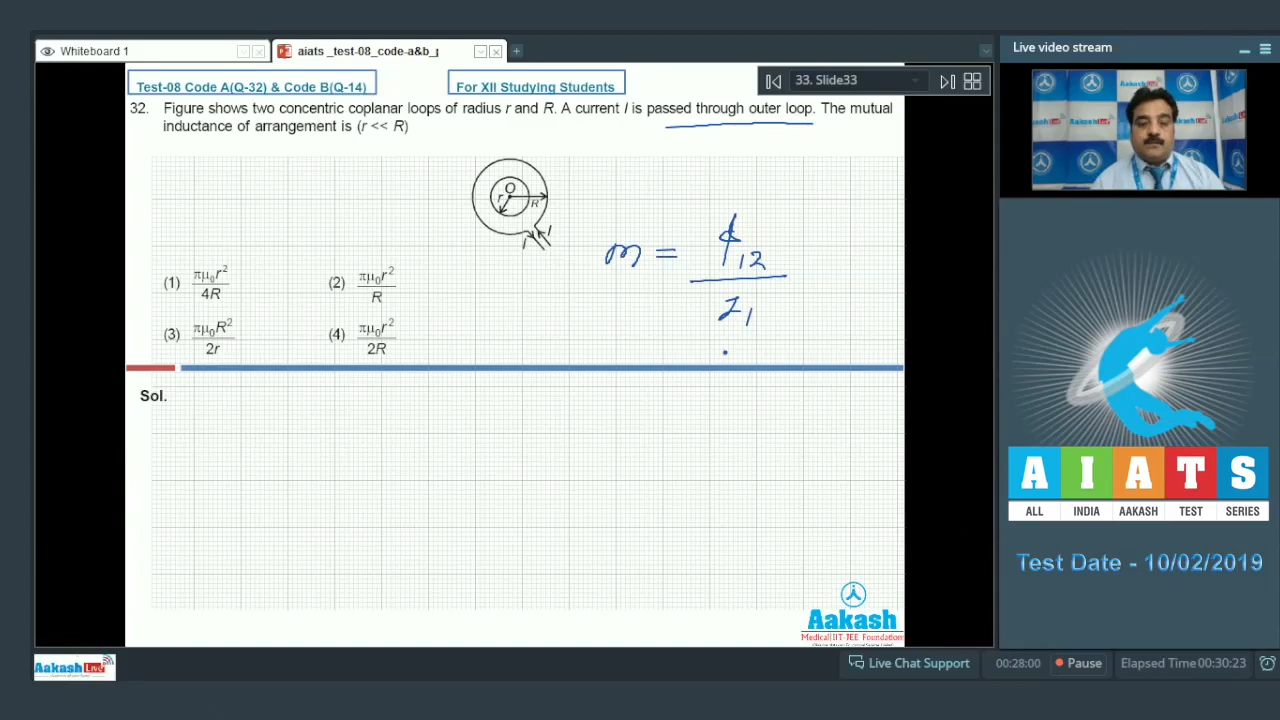 Whiteboard 1
aiats _test-08_code-a&b_p
Live video stream
Test-08 Code A(Q-32) & Code B(Q-14)
For XII Studying Students
33. Slide33
32. Figure shows two concentric coplanar loops of radius r and R. A current I is passed through outer loop. The mutual
inductance of arrangement is (r << R)
O
r
R
I
I
m = ϕ12 / I1
(1) πμ₀r²/4R (2) πμ₀r²/R
(3) πμ₀R²/2r (4) πμ₀r²/2R
Sol.
A I A T S
ALL INDIA AAKASH TEST SERIES
Test Date - 10/02/2019
Aakash
Medical|IIT-JEE|Foundations
Aakash Live
Live Chat Support
00:28:00
Pause
Elapsed Time 00:30:23